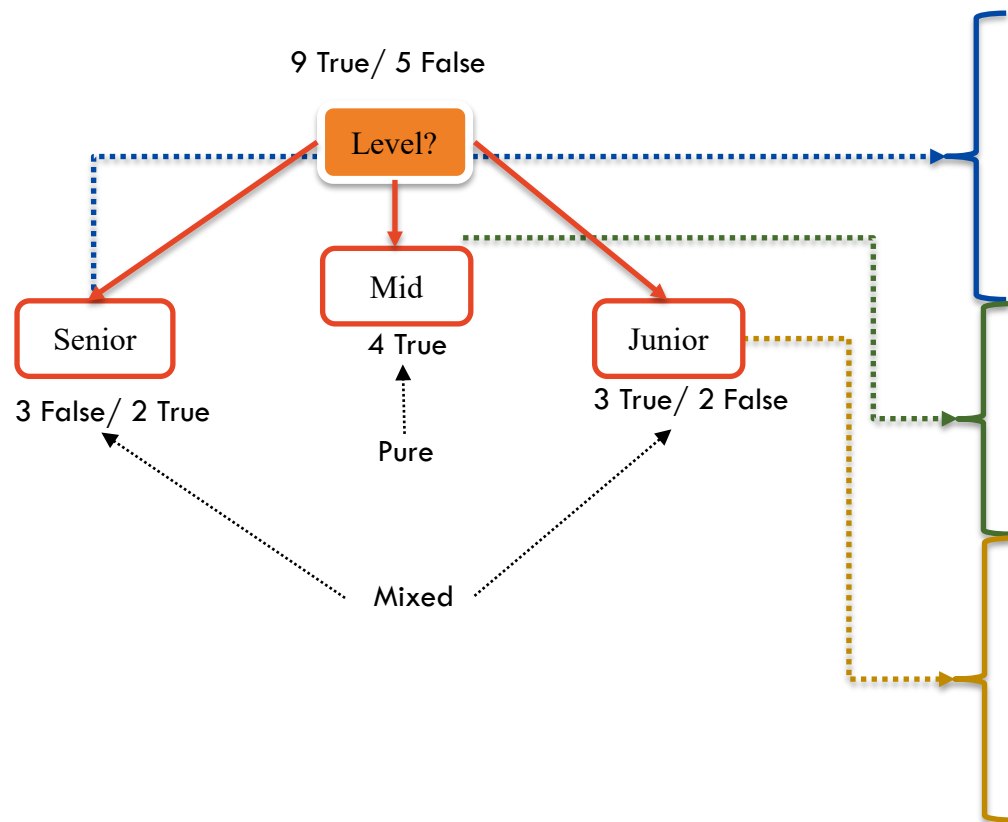 9 True/ 5 False
Level?
Mid
Senior
Junior
4 True
3 False/ 2 True
3 True/ 2 False
Pure
Mixed